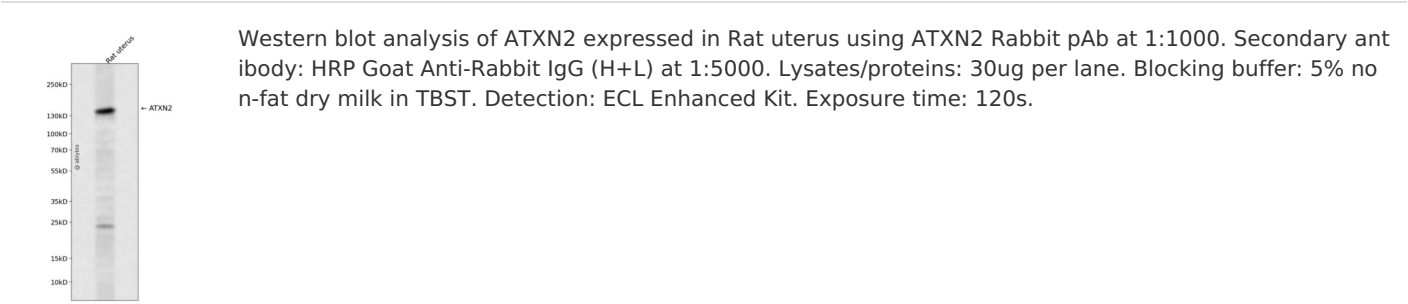 Rat uterus
250kD
130kD
100kD
70kD
55kD
35kD
25kD
15kD
10kD
← ATXN2
@ abbybio
Western blot analysis of ATXN2 expressed in Rat uterus using ATXN2 Rabbit pAb at 1:1000. Secondary ant
ibody: HRP Goat Anti-Rabbit IgG (H+L) at 1:5000. Lysates/proteins: 30ug per lane. Blocking buffer: 5% no
n-fat dry milk in TBST. Detection: ECL Enhanced Kit. Exposure time: 120s.